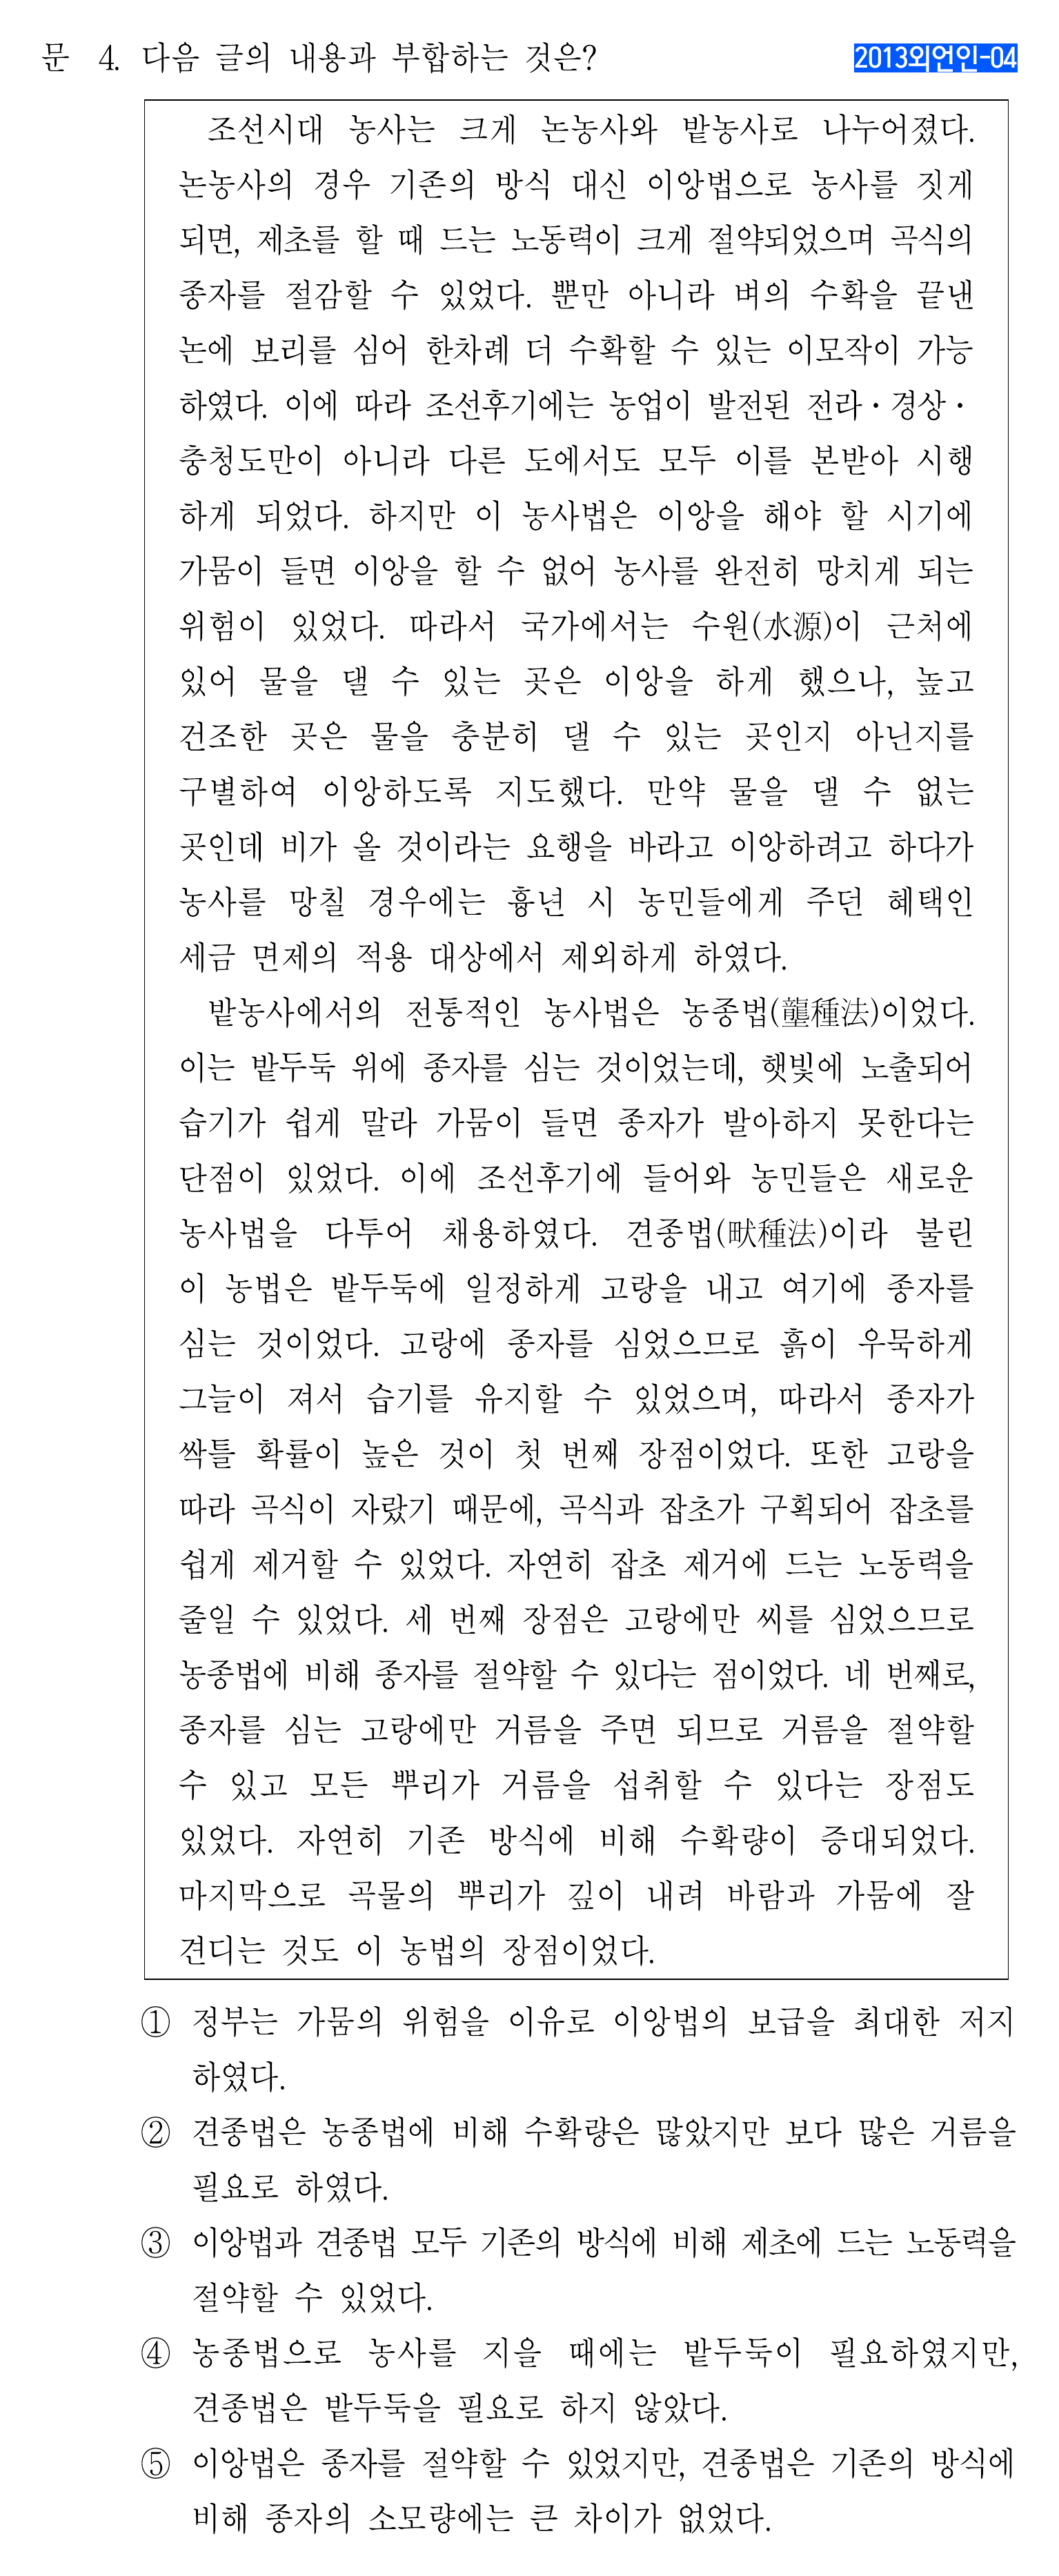 문 4. 다음 글의 내용과 부합하는 것은?
2013외언인-04
조선시대 농사는 크게 논농사와 밭농사로 나누어졌다.
논농사의 경우 기존의 방식 대신 이앙법으로 농사를 짓게
되면, 제초를 할 때 드는 노동력이 크게 절약되었으며 곡식의
종자를 절감할 수 있었다. 뿐만 아니라 벼의 수확을 끝낸
논에 보리를 심어 한차례 더 수확할 수 있는 이모작이 가능
하였다. 이에 따라 조선후기에는 농업이 발전된 전라·경상·
충청도만이 아니라 다른 도에서도 모두 이를 본받아 시행
하게 되었다. 하지만 이 농사법은 이앙을 해야 할 시기에
가뭄이 들면 이앙을 할 수 없어 농사를 완전히 망치게 되는
위험이 있었다. 따라서 국가에서는 수원(水源)이 근처에
있어 물을 댈 수 있는 곳은 이앙을 하게 했으나, 높고
건조한 곳은 물을 충분히 댈 수 있는 곳인지 아닌지를
구별하여 이앙하도록 지도했다. 만약 물을 댈 수 없는
곳인데 비가 올 것이라는 요행을 바라고 이앙하려고 하다가
농사를 망칠 경우에는 흉년 시 농민들에게 주던 혜택인
세금 면제의 적용 대상에서 제외하게 하였다.
밭농사에서의 전통적인 농사법은 농종법(壟種法)이었다.
이는 밭두둑 위에 종자를 심는 것이었는데, 햇빛에 노출되어
습기가 쉽게 말라 가뭄이 들면 종자가 발아하지 못한다는
단점이 있었다. 이에 조선후기에 들어와 농민들은 새로운
농사법을 다투어 채용하였다. 견종법(畎種法)이라 불린
이 농법은 밭두둑에 일정하게 고랑을 내고 여기에 종자를
심는 것이었다. 고랑에 종자를 심었으므로 흙이 우묵하게
그늘이 져서 습기를 유지할 수 있었으며, 따라서 종자가
싹틀 확률이 높은 것이 첫 번째 장점이었다. 또한 고랑을
따라 곡식이 자랐기 때문에, 곡식과 잡초가 구획되어 잡초를
쉽게 제거할 수 있었다. 자연히 잡초 제거에 드는 노동력을
줄일 수 있었다. 세 번째 장점은 고랑에만 씨를 심었으므로
농종법에 비해 종자를 절약할 수 있다는 점이었다. 네 번째로,
종자를 심는 고랑에만 거름을 주면 되므로 거름을 절약할
수 있고 모든 뿌리가 거름을 섭취할 수 있다는 장점도
있었다. 자연히 기존 방식에 비해 수확량이 증대되었다.
마지막으로 곡물의 뿌리가 깊이 내려 바람과 가뭄에 잘
견디는 것도 이 농법의 장점이었다.
① 정부는 가뭄의 위험을 이유로 이앙법의 보급을 최대한 저지
하였다.
② 견종법은 농종법에 비해 수확량은 많았지만 보다 많은 거름을
필요로 하였다.
③ 이앙법과 견종법 모두 기존의 방식에 비해 제초에 드는 노동력을
절약할 수 있었다.
④ 농종법으로 농사를 지을 때에는 밭두둑이 필요하였지만,
견종법은 밭두둑을 필요로 하지 않았다.
⑤ 이앙법은 종자를 절약할 수 있었지만, 견종법은 기존의 방식에
비해 종자의 소모량에는 큰 차이가 없었다.